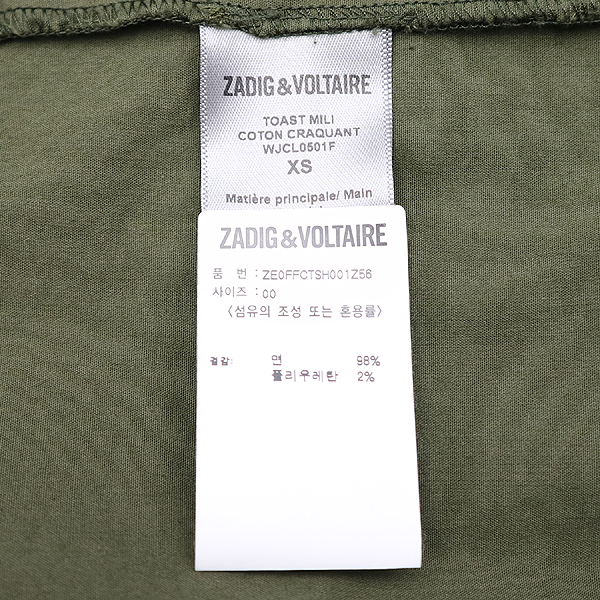 ZADIG&VOLTAIRE
TOAST MILI
COTON CRAQUANT
WJCL0501F
XS
Matière principale/ Main
ZADIG&VOLTAIRE
품 번 : ZE0FFCTSH001Z56
사이즈 : 00
〈섬유의 조성 또는 혼용률〉
겉감: 면 98%
폴리우레탄 2%